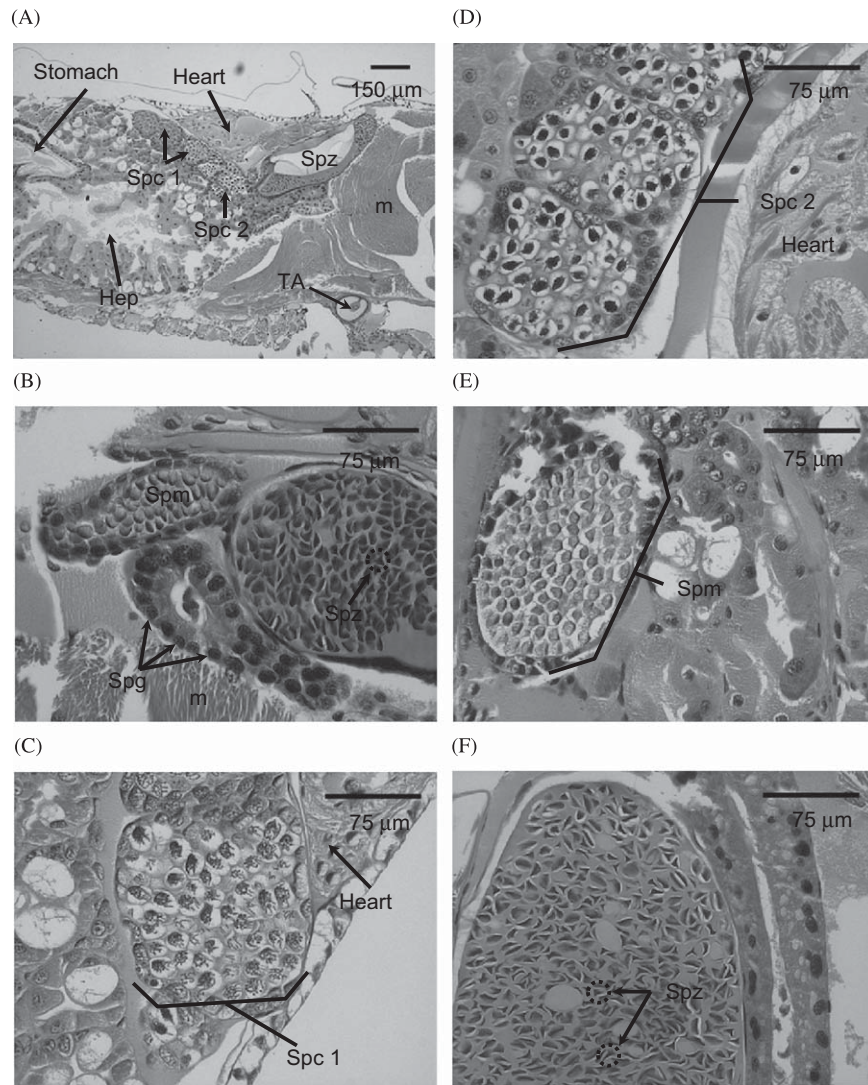 (A)
Stomach
Heart
150 µm
Spc 1
Spz
Spc 2
m
Hep
TA
(D)
75 µm
Spc 2
Heart
(B)
75 µm
Spm
Spz
Spg
m
(E)
75 µm
Spm
(C)
75 µm
Heart
Spc 1
(F)
75 µm
Spz